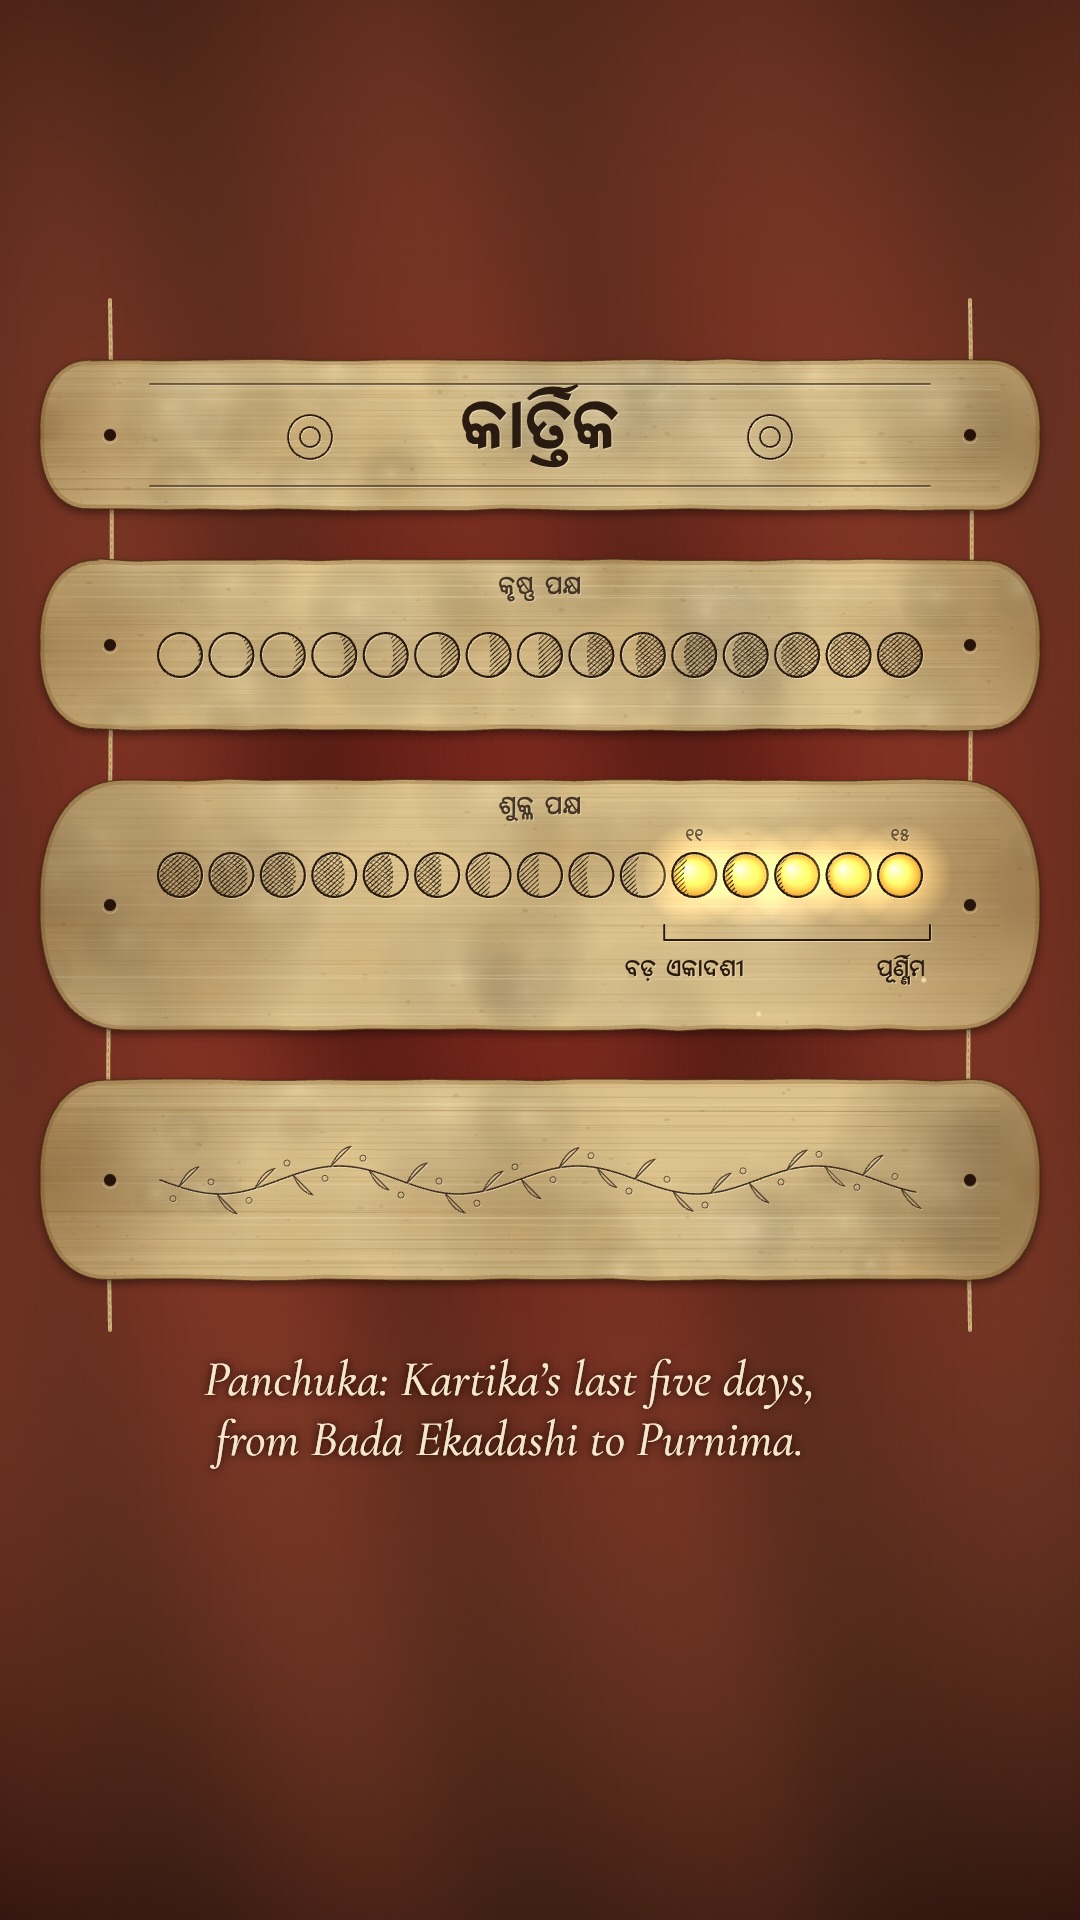 କାର୍ତ୍ତିକ
କୃଷ୍ଣ ପକ୍ଷ
ଶୁକ୍ଳ ପକ୍ଷ
୧୧ ୧୫
ବଡ଼ ଏକାଦଶୀ ପୂର୍ଣ୍ଣିମ
Panchuka: Kartika’s last five days,
from Bada Ekadashi to Purnima.